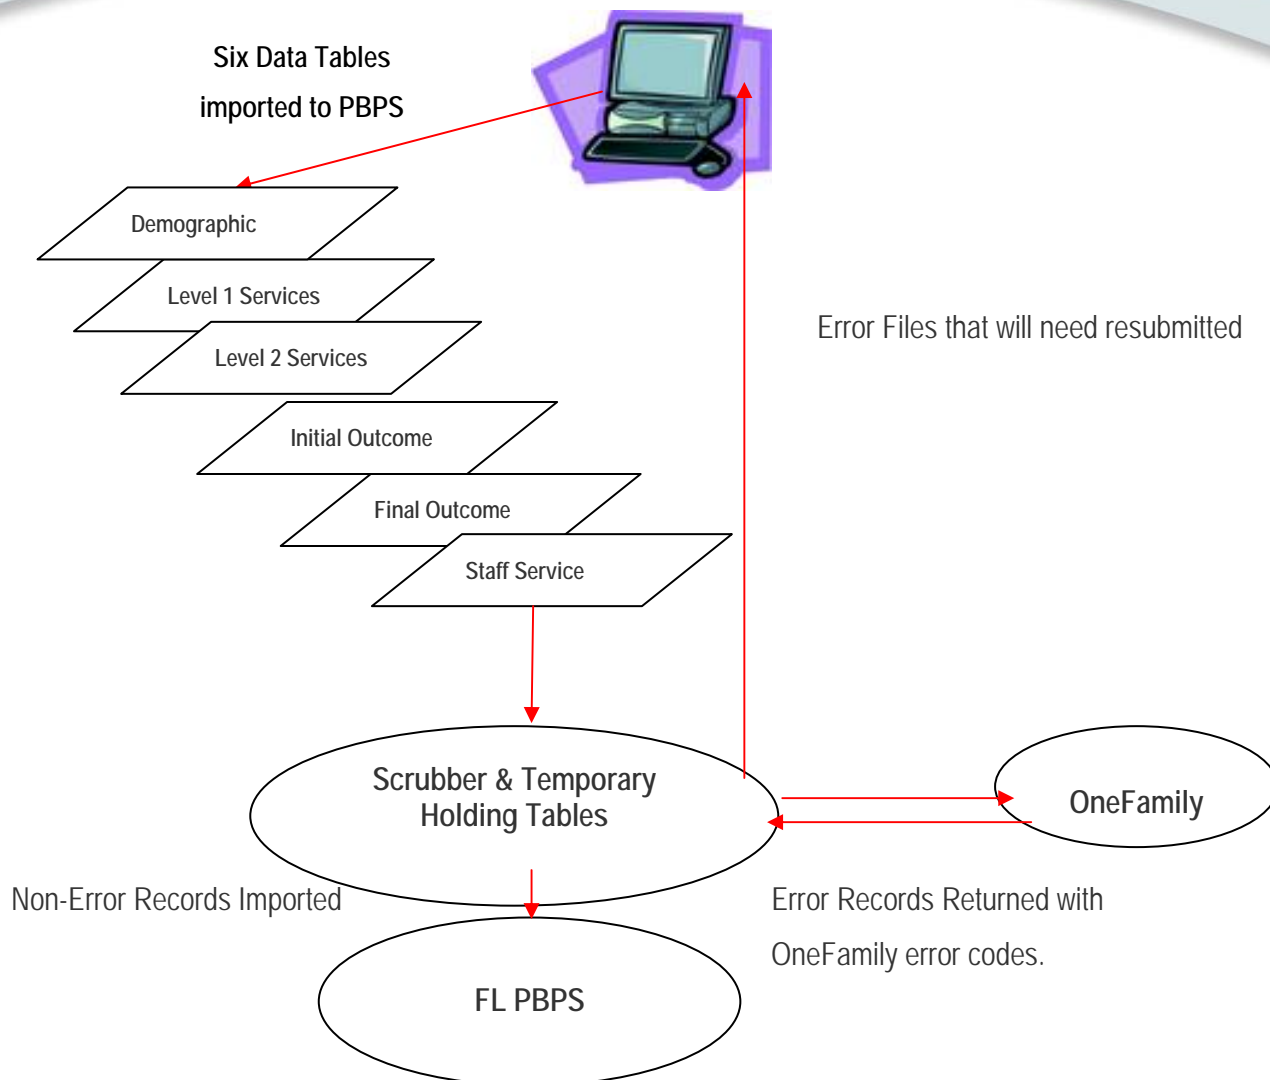 Six Data Tables
imported to PBPS
Demographic
Level 1 Services
Level 2 Services
Error Files that will need resubmitted
Initial Outcome
Final Outcome
Staff Service
Scrubber & Temporary
Holding Tables
OneFamily
Non-Error Records Imported
Error Records Returned with
OneFamily error codes.
FL PBPS